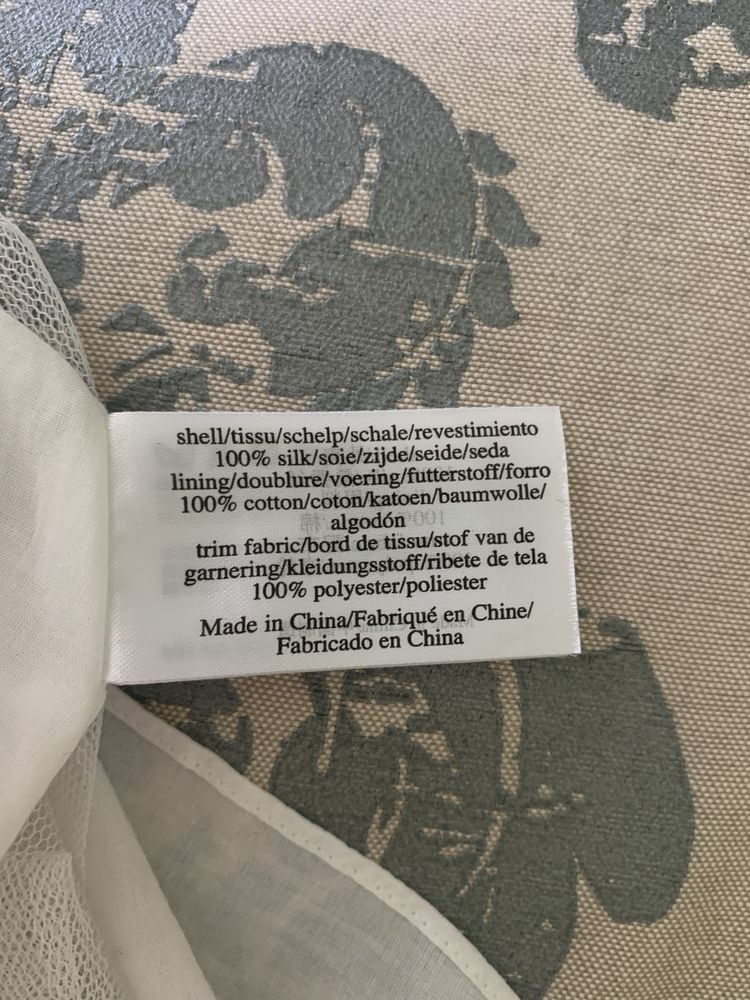 shell/tissu/schelp/schale/revestimiento
100% silk/soie/zijde/seide/seda
lining/doublure/voering/futterstoff/forro
100% cotton/coton/katoen/baumwolle/
algodón
trim fabric/bord de tissu/stof van de
garnering/kleidungsstoff/ribete de tela
100% polyester/poliester
Made in China/Fabriqué en Chine/
Fabricado en China